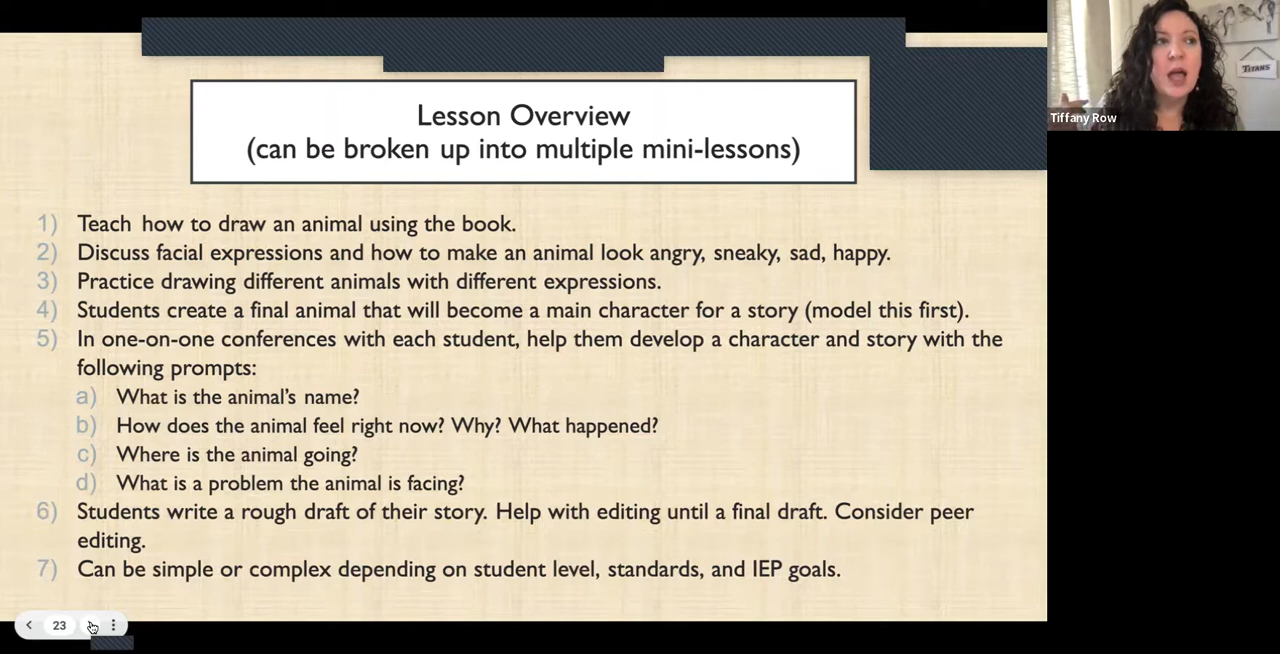 Lesson Overview
(can be broken up into multiple mini-lessons)
TITANS
Tiffany Row
1) Teach how to draw an animal using the book.
2) Discuss facial expressions and how to make an animal look angry, sneaky, sad, happy.
3) Practice drawing different animals with different expressions.
4) Students create a final animal that will become a main character for a story (model this first).
5) In one-on-one conferences with each student, help them develop a character and story with the
following prompts:
a) What is the animal’s name?
b) How does the animal feel right now? Why? What happened?
c) Where is the animal going?
d) What is a problem the animal is facing?
6) Students write a rough draft of their story. Help with editing until a final draft. Consider peer
editing.
7) Can be simple or complex depending on student level, standards, and IEP goals.
23